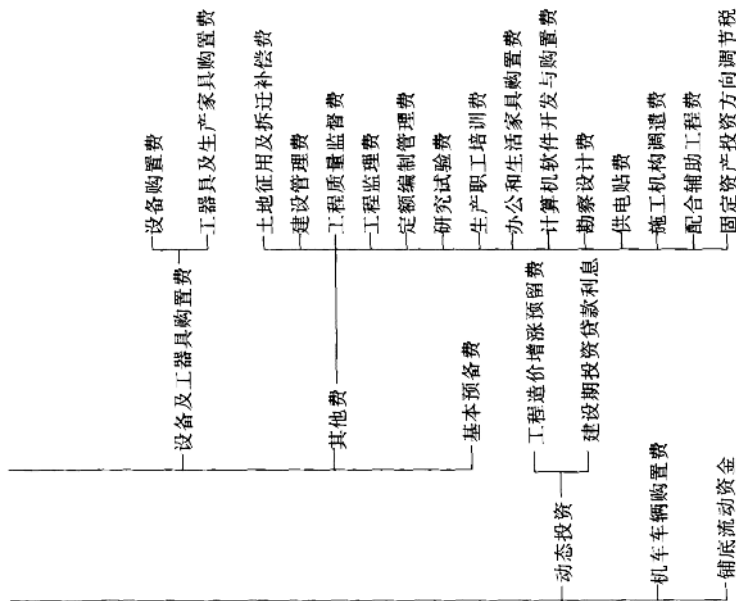 设备购置费
工器具及生产家具购置费
设备及工器具购置费
土地征用及拆迁补偿费
建设管理费
工程质量监督费
工程监理费
定额编制管理费
研究试验费
生产职工培训费
办公和生活家具购置费
计算机软件开发与购置费
勘察设计费
供电贴费
施工机构调遣费
配合辅助工程费
固定资产投资方向调节税
其他费
基本预备费
工程造价增涨预留费
建设期投资贷款利息
动态投资
机车车辆购置费
铺底流动资金